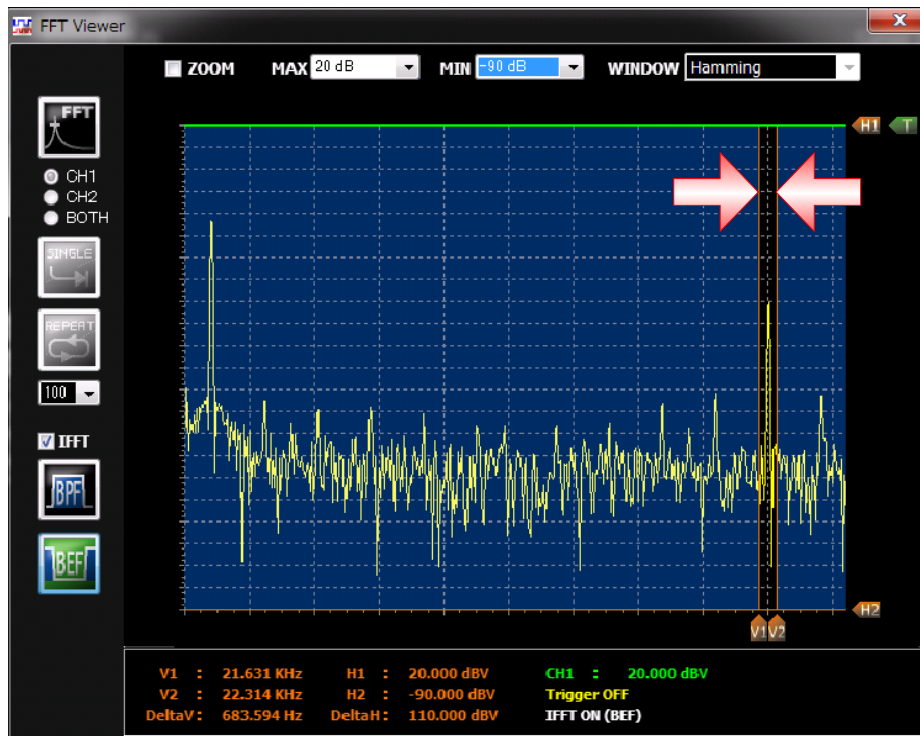 FFT Viewer
ZOOM MAX 20 dB MIN -90 dB WINDOW Hamming
FFT
H1 T
CH1
CH2
BOTH
SINGLE
REPEAT
100
IFFT
BPF
BEF
H2
V1 V2
V1 : 21.631 KHz H1 : 20.000 dBV CH1 : 20.000 dBV
V2 : 22.314 KHz H2 : -90.000 dBV Trigger OFF
DeltaV : 683.594 Hz DeltaH : 110.000 dBV IFFT ON (BEF)